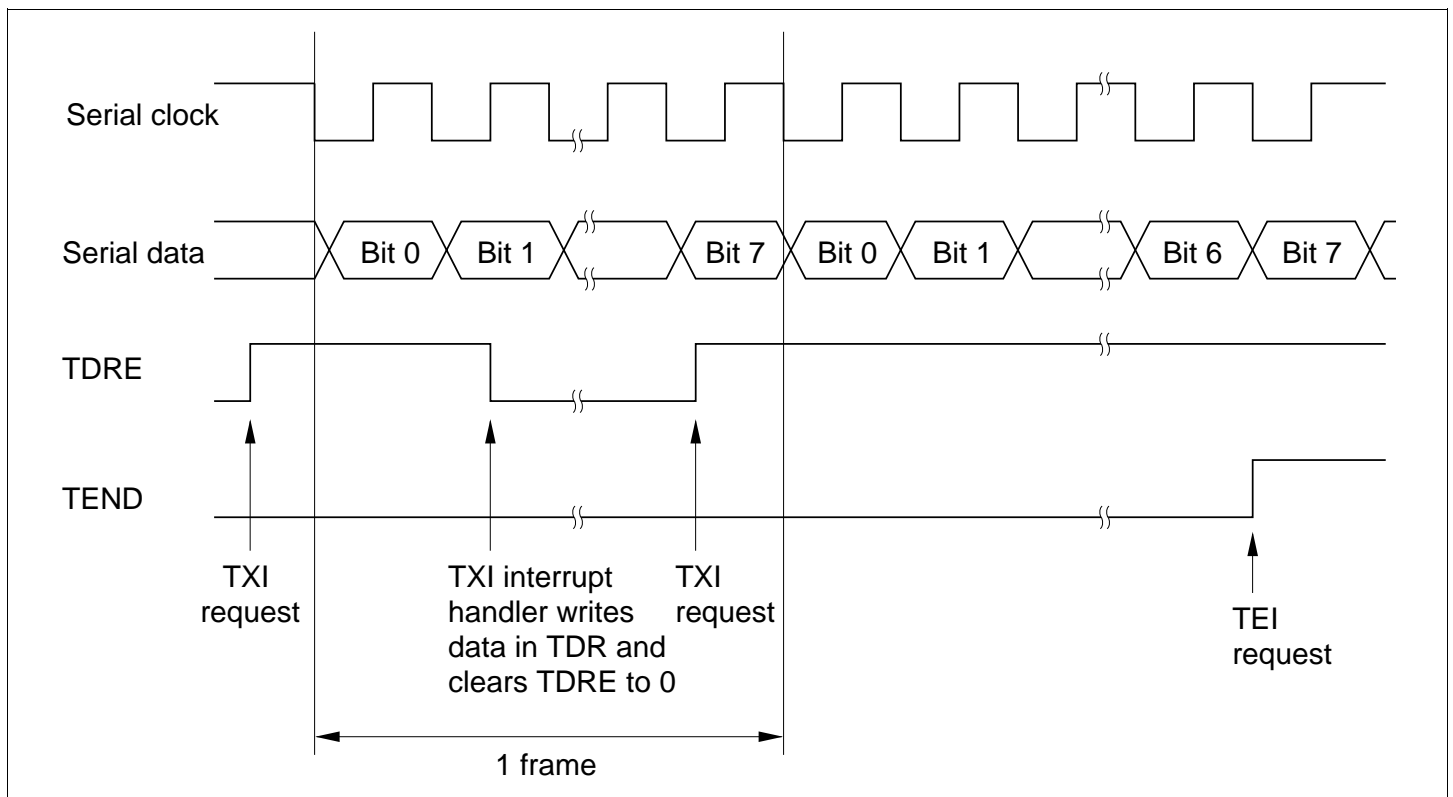 Serial clock
Serial data
Bit 0
Bit 1
Bit 7
Bit 0
Bit 1
Bit 6
Bit 7
TDRE
TEND
TXI
request
TXI interrupt
handler writes
data in TDR and
clears TDRE to 0
TXI
request
TEI
request
1 frame